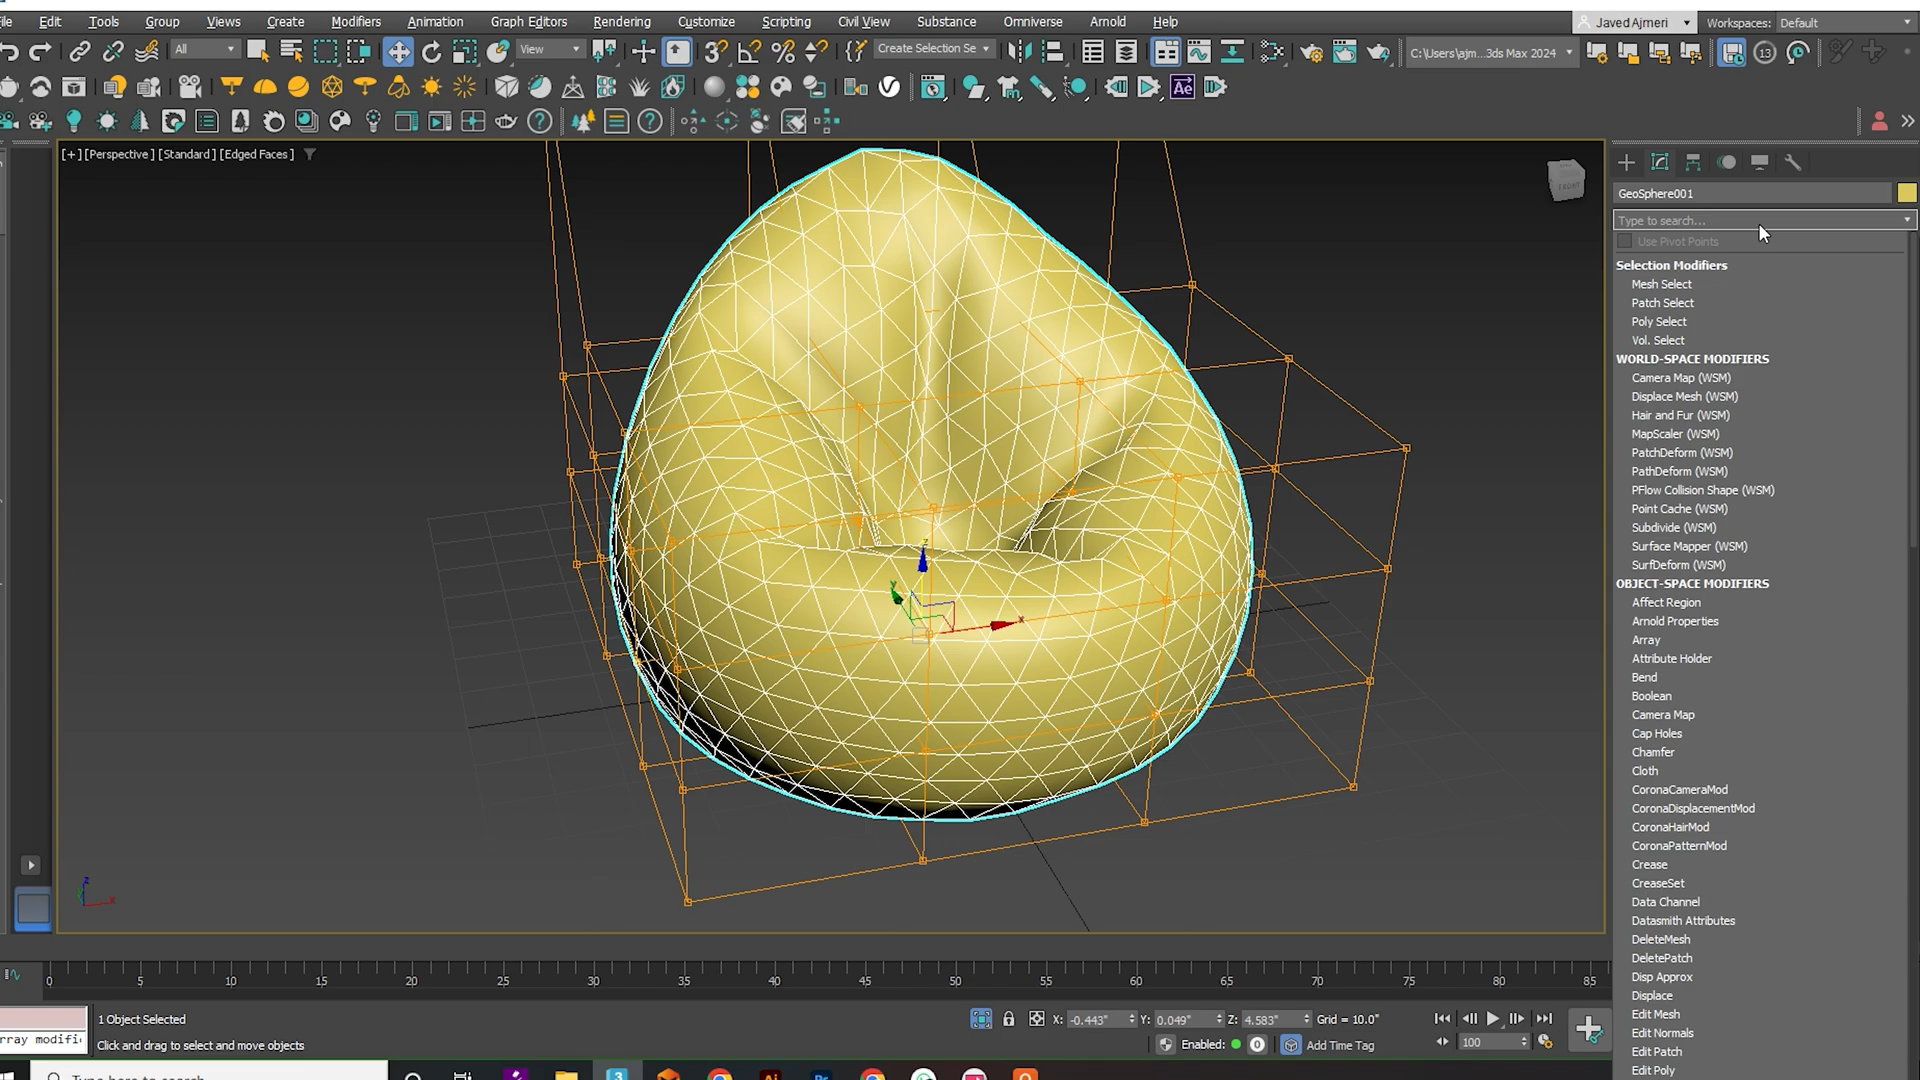 File Edit Tools Group Views Create Modifiers Animation Graph Editors Rendering Customize Scripting Civil View Substance Omniverse Arnold Help Javed Ajmeri Workspaces: Default
All View Create Selection Se C:\Users\ajm...3ds Max 2024 13
Ae
[+] [Perspective] [Standard] [Edged Faces]
FRONT
GeoSphere001
Type to search...
Use Pivot Points
Selection Modifiers
Mesh Select
Patch Select
Poly Select
Vol. Select
WORLD-SPACE MODIFIERS
Camera Map (WSM)
Displace Mesh (WSM)
Hair and Fur (WSM)
MapScaler (WSM)
PatchDeform (WSM)
PathDeform (WSM)
PFlow Collision Shape (WSM)
Point Cache (WSM)
Subdivide (WSM)
Surface Mapper (WSM)
SurfDeform (WSM)
OBJECT-SPACE MODIFIERS
Affect Region
Arnold Properties
Array
Attribute Holder
Bend
Boolean
Camera Map
Cap Holes
Chamfer
Cloth
CoronaCameraMod
CoronaDisplacementMod
CoronaHairMod
CoronaPatternMod
Crease
CreaseSet
Data Channel
Datasmith Attributes
DeleteMesh
DeletePatch
Disp Approx
Displace
Edit Mesh
Edit Normals
Edit Patch
Edit Poly
z
y
x
z
x
0 5 10 15 20 25 30 35 40 45 50 55 60 65 70 75 80 85
1 Object Selected X: -0.443" Y: 0.049" Z: 4.583" Grid = 10.0"
rray modifi Click and drag to select and move objects Enabled: 0 Add Time Tag 100
Type here to search